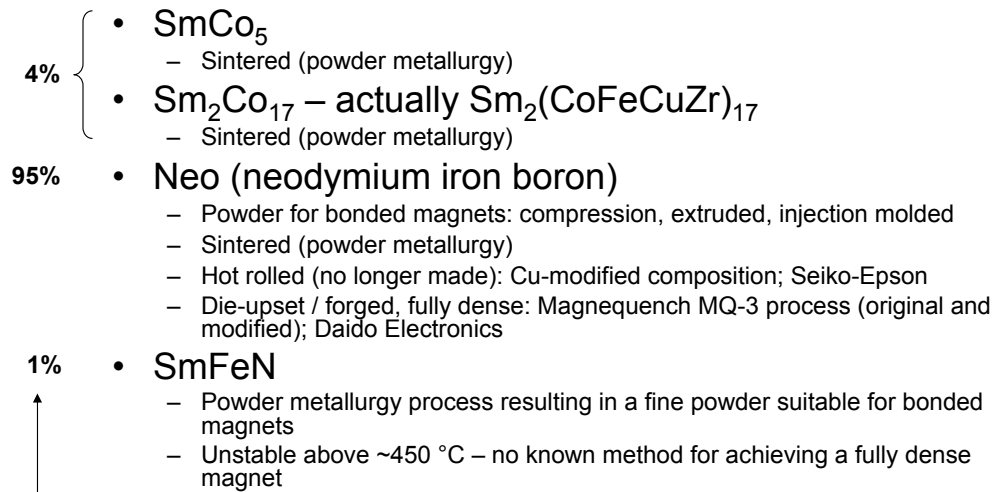 • SmCo₅
– Sintered (powder metallurgy)
4%
• Sm₂Co₁₇ – actually Sm₂(CoFeCuZr)₁₇
– Sintered (powder metallurgy)
95% • Neo (neodymium iron boron)
– Powder for bonded magnets: compression, extruded, injection molded
– Sintered (powder metallurgy)
– Hot rolled (no longer made): Cu-modified composition; Seiko-Epson
– Die-upset / forged, fully dense: Magnequench MQ-3 process (original and
modified); Daido Electronics
1% • SmFeN
– Powder metallurgy process resulting in a fine powder suitable for bonded
magnets
– Unstable above ~450 °C – no known method for achieving a fully dense
magnet